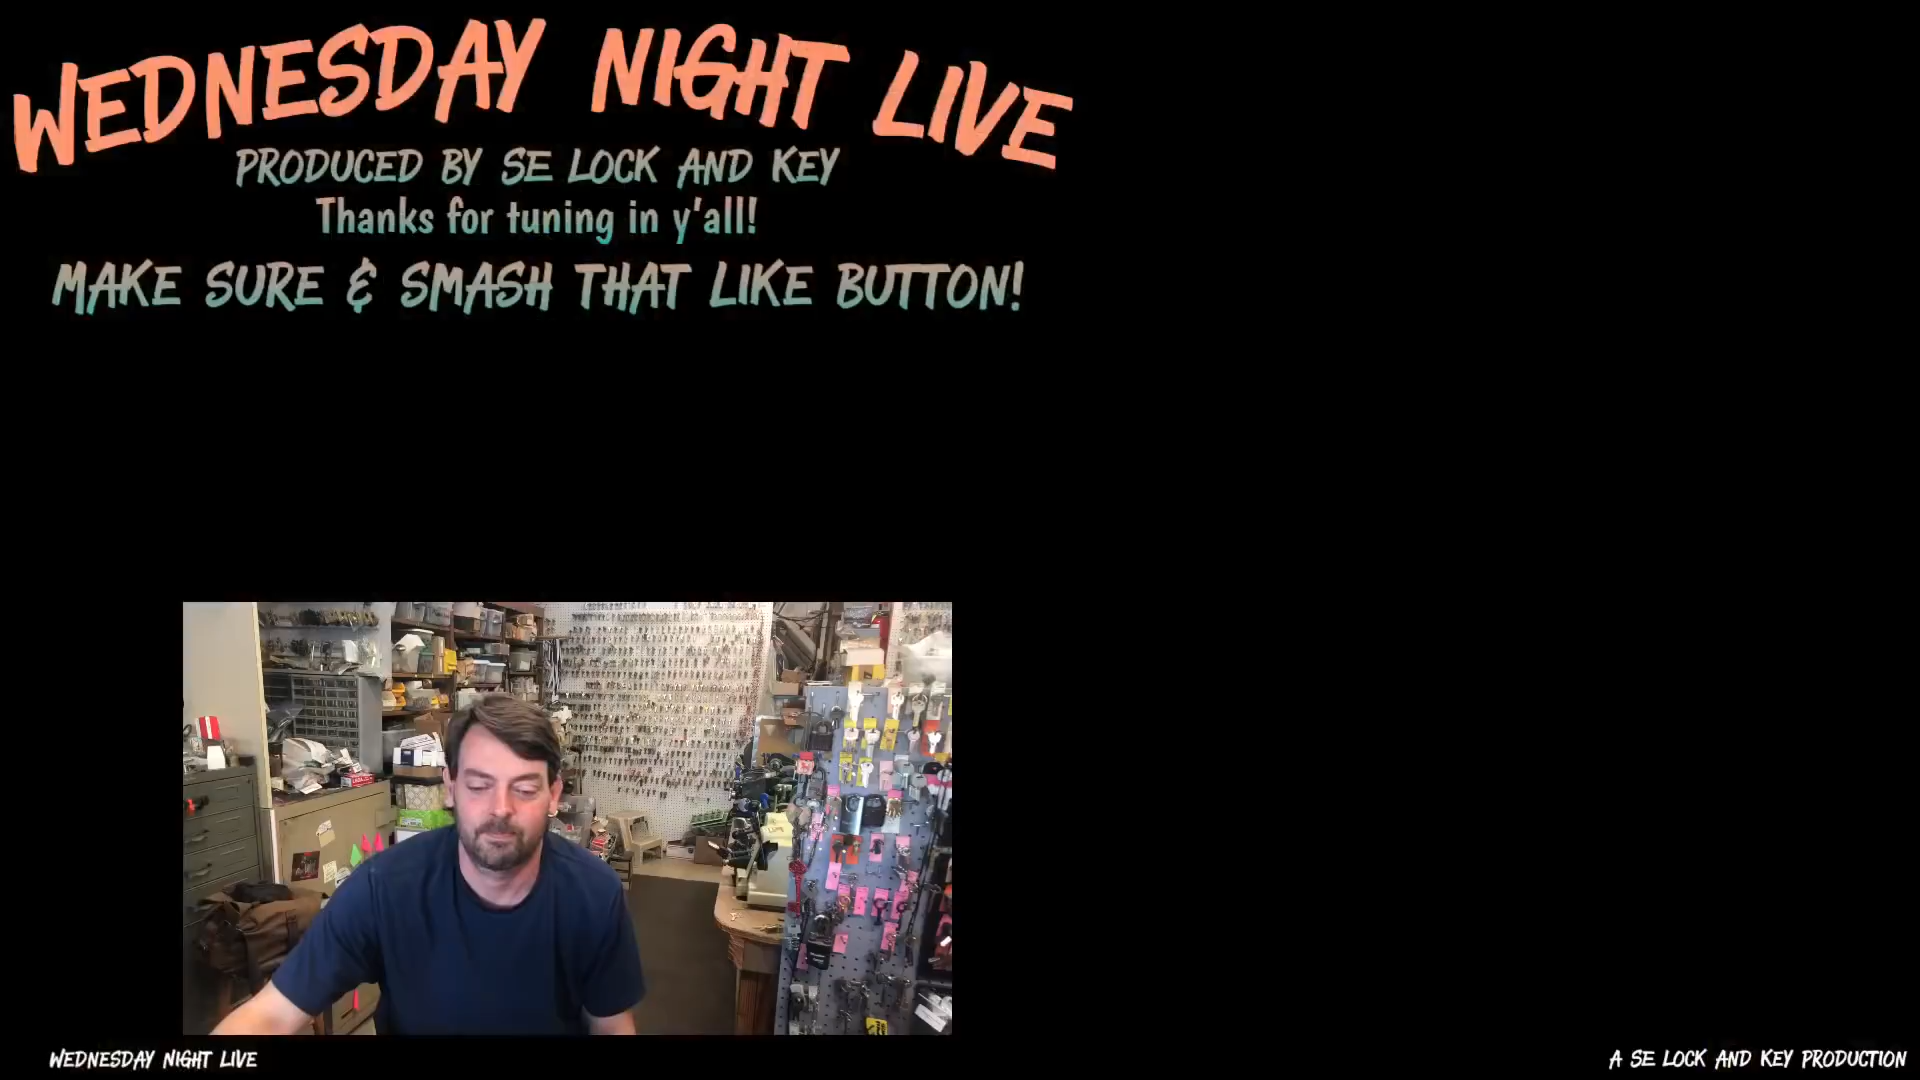 WEDNESDAY NIGHT LIVE
PRODUCED BY SE LOCK AND KEY
Thanks for tuning in y'all!
MAKE SURE & SMASH THAT LIKE BUTTON!
WEDNESDAY NIGHT LIVE
A SE LOCK AND KEY PRODUCTION